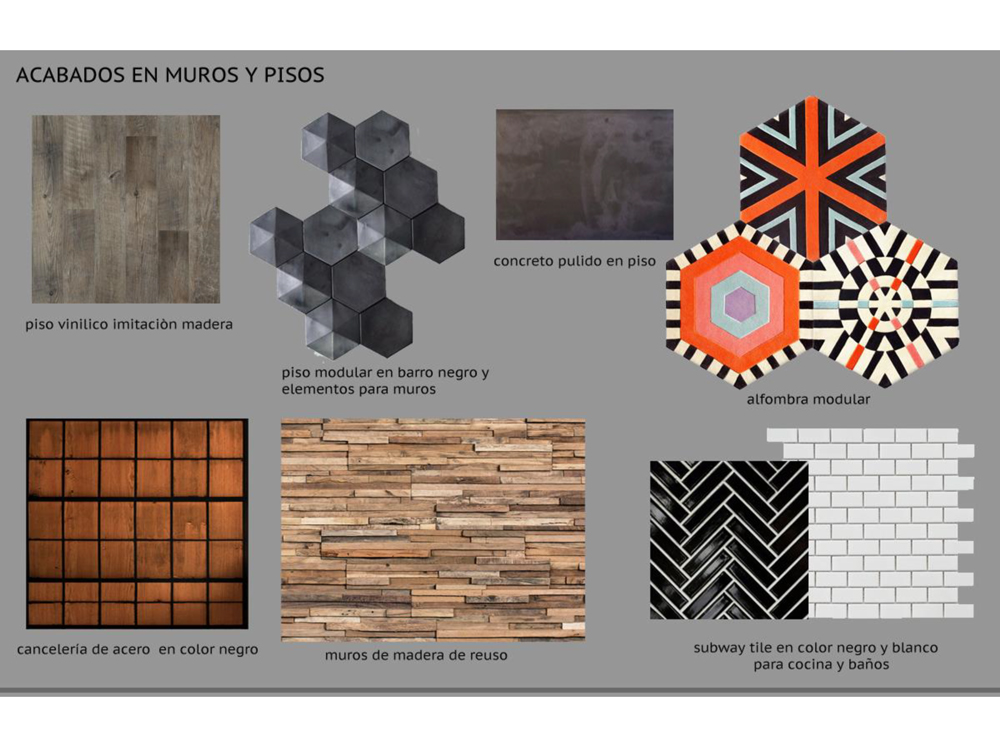 ACABADOS EN MUROS Y PISOS
piso vinilico imitaciòn madera
piso modular en barro negro y
elementos para muros
concreto pulido en piso
alfombra modular
cancelería de acero en color negro
muros de madera de reuso
subway tile en color negro y blanco
para cocina y baños